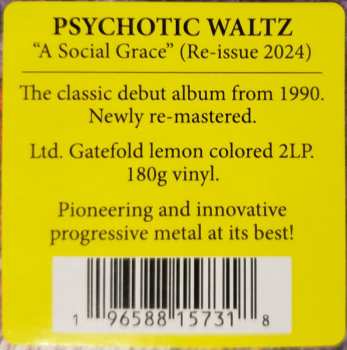 PSYCHOTIC WALTZ
“A Social Grace” (Re-issue 2024)
The classic debut album from 1990.
Newly re-mastered.
Ltd. Gatefold lemon colored 2LP.
180g vinyl.
Pioneering and innovative
progressive metal at its best!
1 96588 15731 8